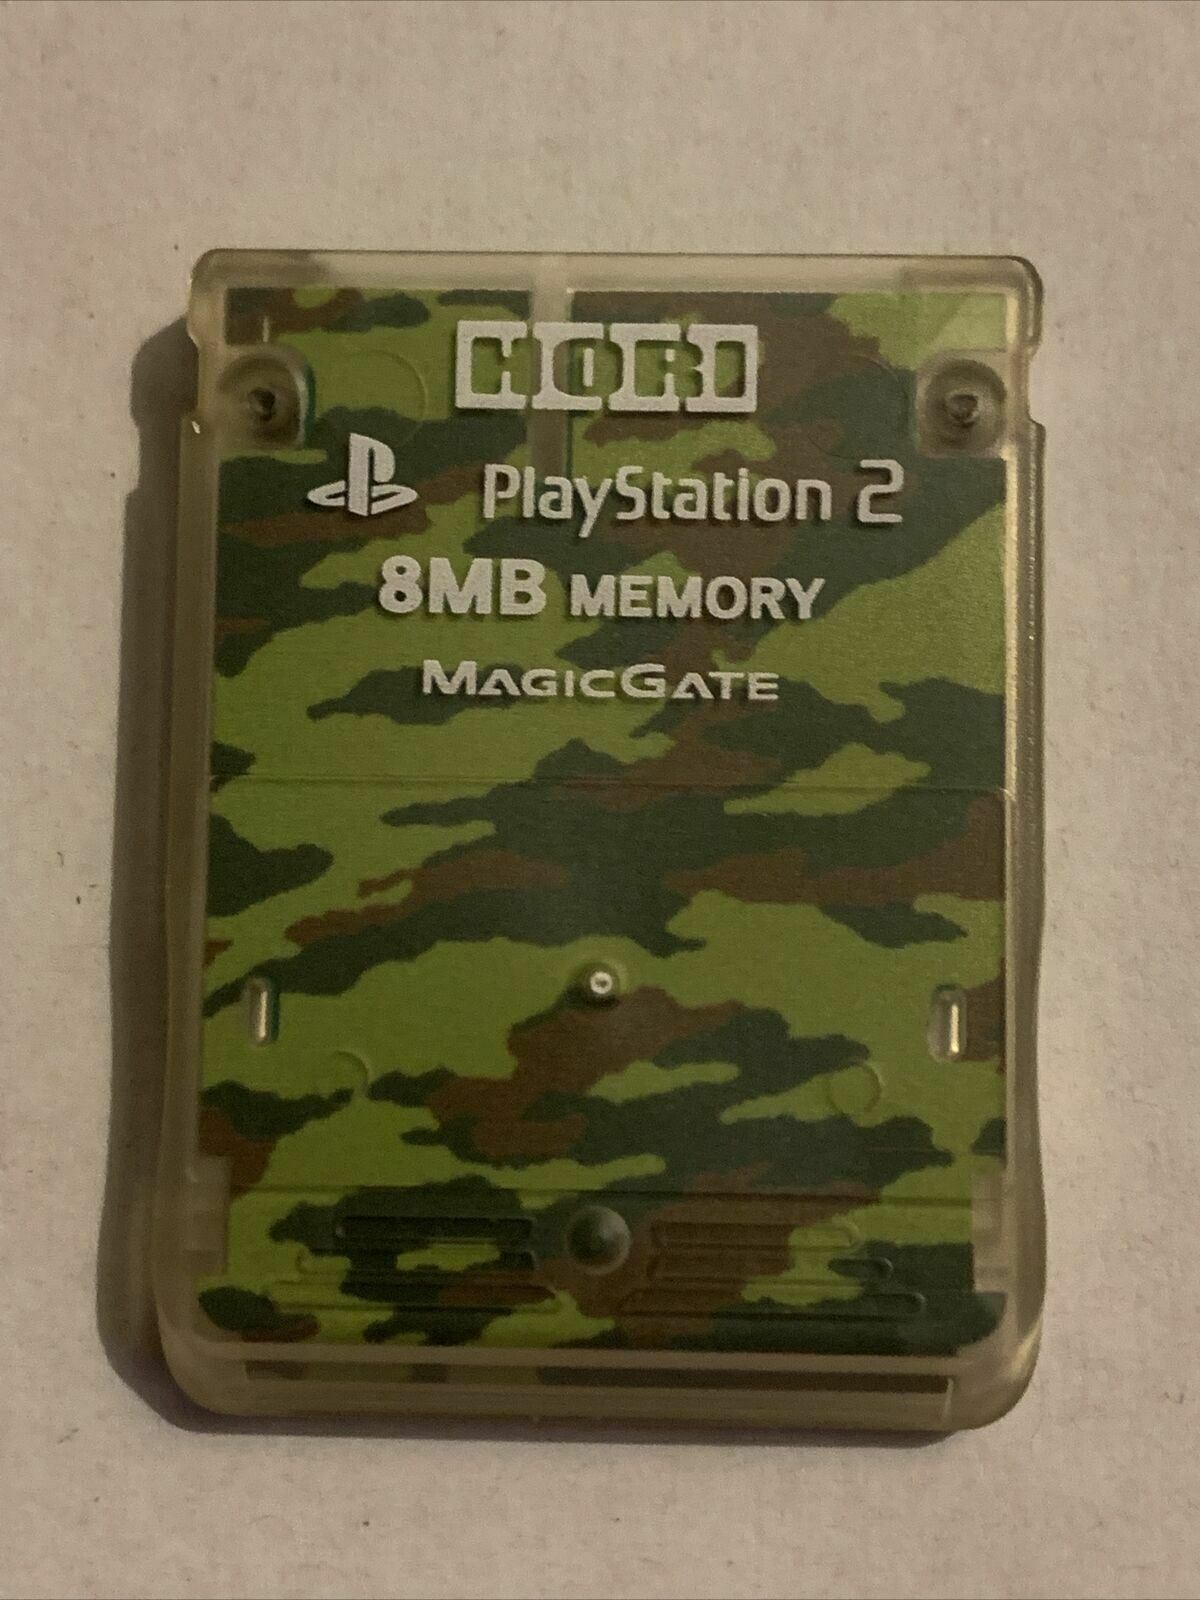 HORI
PlayStation 2
8MB MEMORY
MAGICGATE